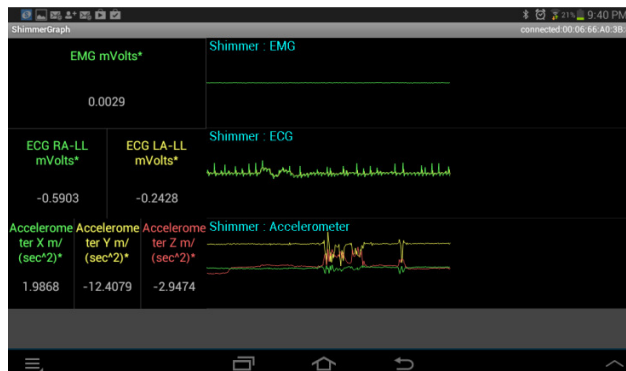 21% 9:40 PM
ShimmerGraph
connected:00:06:66:A0:3B:
EMG mVolts*
0.0029
Shimmer : EMG
ECG RA-LL
mVolts*
-0.5903
ECG LA-LL
mVolts*
-0.2428
Shimmer : ECG
Accelerome
ter X m/
(sec^2)*
1.9868
Accelerome
ter Y m/
(sec^2)*
-12.4079
Accelerome
ter Z m/
(sec^2)*
-2.9474
Shimmer : Accelerometer